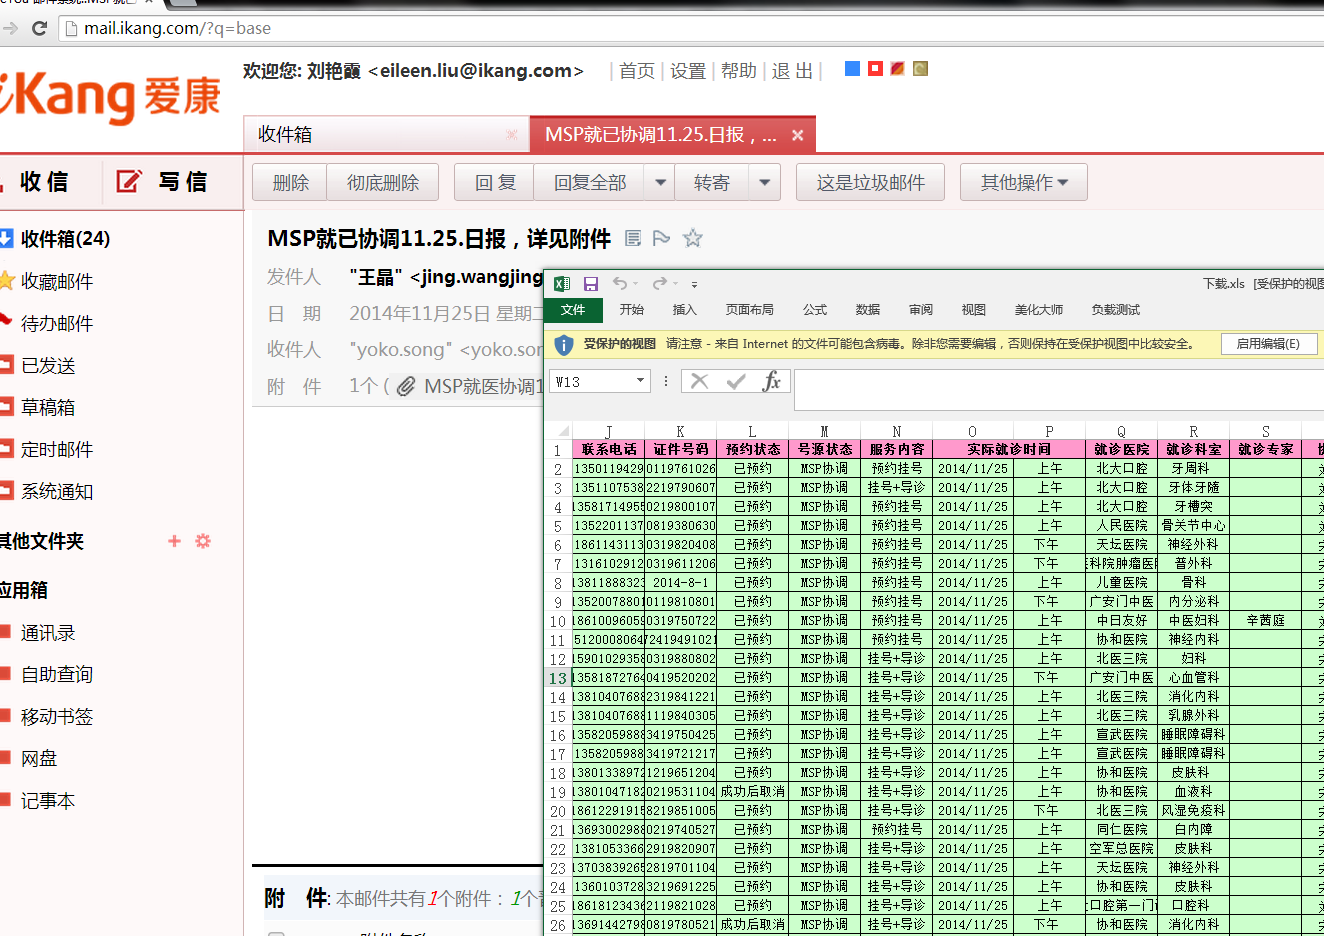 mail.ikang.com/?q=base
iKang 爱康
欢迎您: 刘艳霞 <eileen.liu@ikang.com> | 首页 | 设置 | 帮助 | 退 出 |
收件箱
MSP就已协调11.25.日报，...
收 信
写 信
删除
彻底删除
回 复
回复全部
转寄
这是垃圾邮件
其他操作
收件箱(24)
收藏邮件
待办邮件
已发送
草稿箱
定时邮件
系统通知
其他文件夹
应用箱
通讯录
自助查询
移动书签
网盘
记事本
MSP就已协调11.25.日报，详见附件
发件人 "王晶" <jing.wangjing
日 期 2014年11月25日 星期二
收件人 "yoko.song" <yoko.sor
附 件 1个 ( MSP就医协调1
附 件: 本邮件共有1个附件：1个
下载.xls [受保护的视图
文件 开始 插入 页面布局 公式 数据 审阅 视图 美化大师 负载测试
受保护的视图 请注意 - 来自 Internet 的文件可能包含病毒。除非您需要编辑，否则保持在受保护视图中比较安全。 启用编辑(E)
W13 fx
J K L M N O P Q R S
1 联系电话 证件号码 预约状态 号源状态 服务内容 实际就诊时间 就诊医院 就诊科室 就诊专家
2 1350119429 0119761026 已预约 MSP协调 预约挂号 2014/11/25 上午 北大口腔 牙周科
3 1351107538 2219790607 已预约 MSP协调 挂号+导诊 2014/11/25 上午 北大口腔 牙体牙髓
4 1358171495 0219800107 已预约 MSP协调 预约挂号 2014/11/25 上午 北大口腔 牙槽突
5 1352201137 0819380630 已预约 MSP协调 预约挂号 2014/11/25 上午 人民医院 骨关节中心
6 1861143113 0319820408 已预约 MSP协调 预约挂号 2014/11/25 下午 天坛医院 神经外科
7 1316102912 0319611206 已预约 MSP协调 预约挂号 2014/11/25 下午 科院肿瘤医 普外科
8 13811888323 2014-8-1 已预约 MSP协调 预约挂号 2014/11/25 上午 儿童医院 骨科
9 13520078801 0119810801 已预约 MSP协调 预约挂号 2014/11/25 下午 广安门中医 内分泌科
10 1861009605 0319750722 已预约 MSP协调 预约挂号 2014/11/25 上午 中日友好 中医妇科 辛茜庭
11 5120008064 72419491021 已预约 MSP协调 预约挂号 2014/11/25 上午 协和医院 神经内科
12 15901029358 0319880802 已预约 MSP协调 挂号+导诊 2014/11/25 上午 北医三院 妇科
13 13581872764 0419520202 已预约 MSP协调 挂号+导诊 2014/11/25 下午 广安门中医 心血管科
14 1381040768 2319841221 已预约 MSP协调 挂号+导诊 2014/11/25 上午 北医三院 消化内科
15 1381040768 1119840305 已预约 MSP协调 挂号+导诊 2014/11/25 上午 北医三院 乳腺外科
16 1358205988 3419750425 已预约 MSP协调 挂号+导诊 2014/11/25 上午 宣武医院 睡眠障碍科
17 1358205988 3419721217 已预约 MSP协调 挂号+导诊 2014/11/25 上午 宣武医院 睡眠障碍科
18 1380133897 1219651204 已预约 MSP协调 挂号+导诊 2014/11/25 上午 协和医院 皮肤科
19 1380104718 0219531104 成功后取消 MSP协调 挂号+导诊 2014/11/25 上午 协和医院 血液科
20 1861229191 8219851005 已预约 MSP协调 挂号+导诊 2014/11/25 下午 北医三院 风湿免疫科
21 1369300298 0219740527 已预约 MSP协调 预约挂号 2014/11/25 上午 同仁医院 白内障
22 1381053366 2919820907 已预约 MSP协调 挂号+导诊 2014/11/25 上午 空军总医院 皮肤科
23 1370383926 2819701104 已预约 MSP协调 挂号+导诊 2014/11/25 上午 天坛医院 神经外科
24 1360103728 3219691225 已预约 MSP协调 挂号+导诊 2014/11/25 上午 协和医院 皮肤科
25 1861812343 2119821028 已预约 MSP协调 挂号+导诊 2014/11/25 上午 口腔第一门 口腔科
26 1369144279 0819780521 成功后取消 MSP协调 挂号+导诊 2014/11/25 下午 协和医院 消化内科